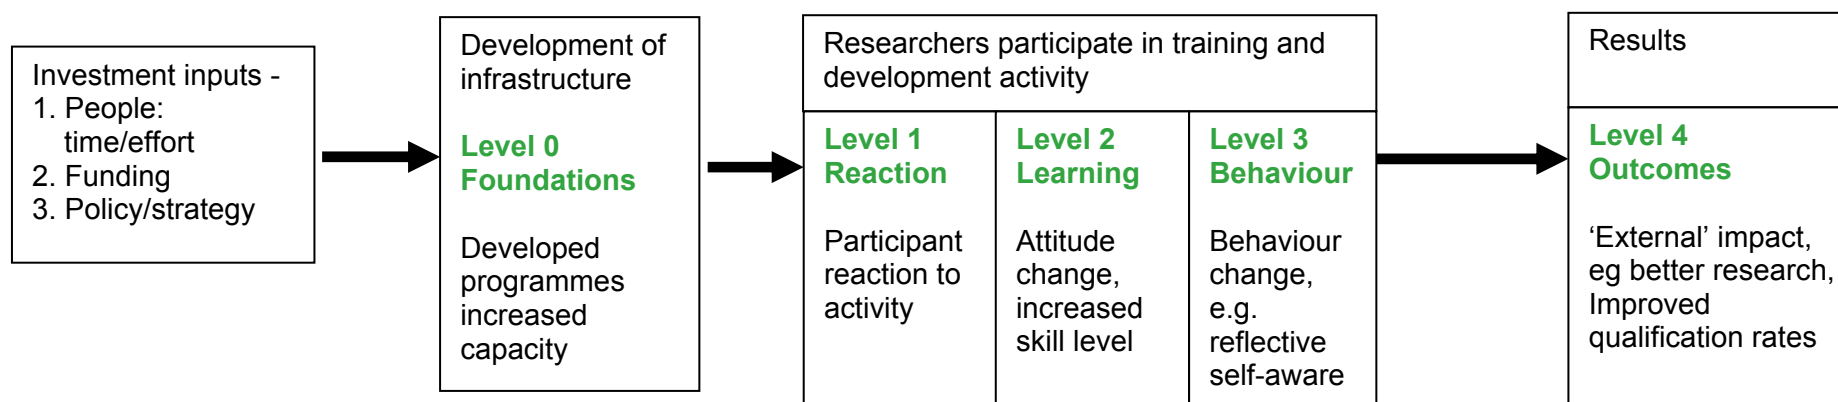 Investment inputs -
1. People:
time/effort
2. Funding
3. Policy/strategy
Development of
infrastructure
Level 0
Foundations
Developed
programmes
increased
capacity
Researchers participate in training and
development activity
Level 1
Reaction
Participant
reaction to
activity
Level 2
Learning
Attitude
change,
increased
skill level
Level 3
Behaviour
Behaviour
change,
e.g.
reflective
self-aware
Results
Level 4
Outcomes
‘External’ impact,
eg better research,
Improved
qualification rates